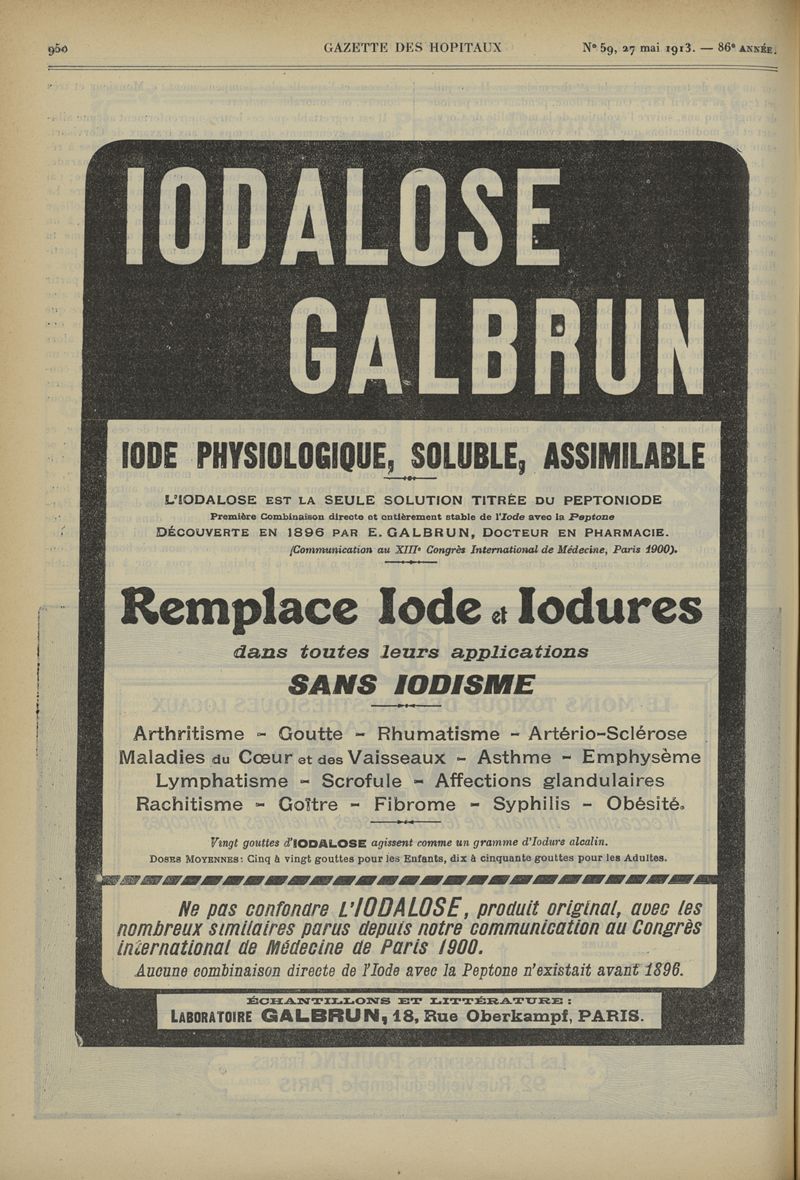 950
GAZETTE DES HOPITAUX
N° 59, 27 mai 1913. — 86e ANNÉE.
IODALOSE
GALBRUN
IODE PHYSIOLOGIQUE, SOLUBLE, ASSIMILABLE
L'IODALOSE EST LA SEULE SOLUTION TITRÉE DU PEPTONIODE
Première Combinaison directe et entièrement stable de l'Iode avec la Peptone
DÉCOUVERTE EN 1896 PAR E. GALBRUN, DOCTEUR EN PHARMACIE.
(Communication au XIIIe Congrès International de Médecine, Paris 1900).
Remplace Iode et Iodures
dans toutes leurs applications
SANS IODISME
Arthritisme - Goutte - Rhumatisme - Artério-Sclérose
Maladies du Cœur et des Vaisseaux - Asthme - Emphysème
Lymphatisme - Scrofule - Affections glandulaires
Rachitisme - Goître - Fibrome - Syphilis - Obésité.
Vingt gouttes d'IODALOSE agissent comme un gramme d'Iodure alcalin.
DOSES MOYENNES: Cinq à vingt gouttes pour les Enfants, dix à cinquante gouttes pour les Adultes.
Ne pas confondre L'IODALOSE, produit original, avec les
nombreux similaires parus depuis notre communication au Congrès
international de Médecine de Paris 1900.
Aucune combinaison directe de l'Iode avec la Peptone n'existait avant 1896.
ÉCHANTILLONS ET LITTÉRATURE :
LABORATOIRE GALBRUN, 18, Rue Oberkampf, PARIS.